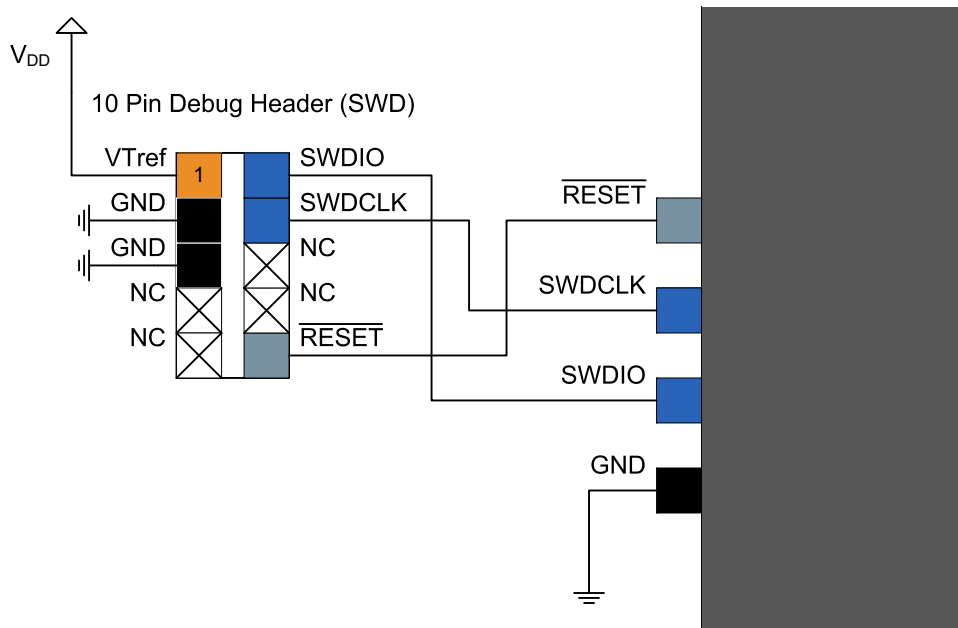 VDD
10 Pin Debug Header (SWD)
VTref
1
SWDIO
GND
SWDCLK
GND
NC
NC
NC
NC
RESET
RESET
SWDCLK
SWDIO
GND